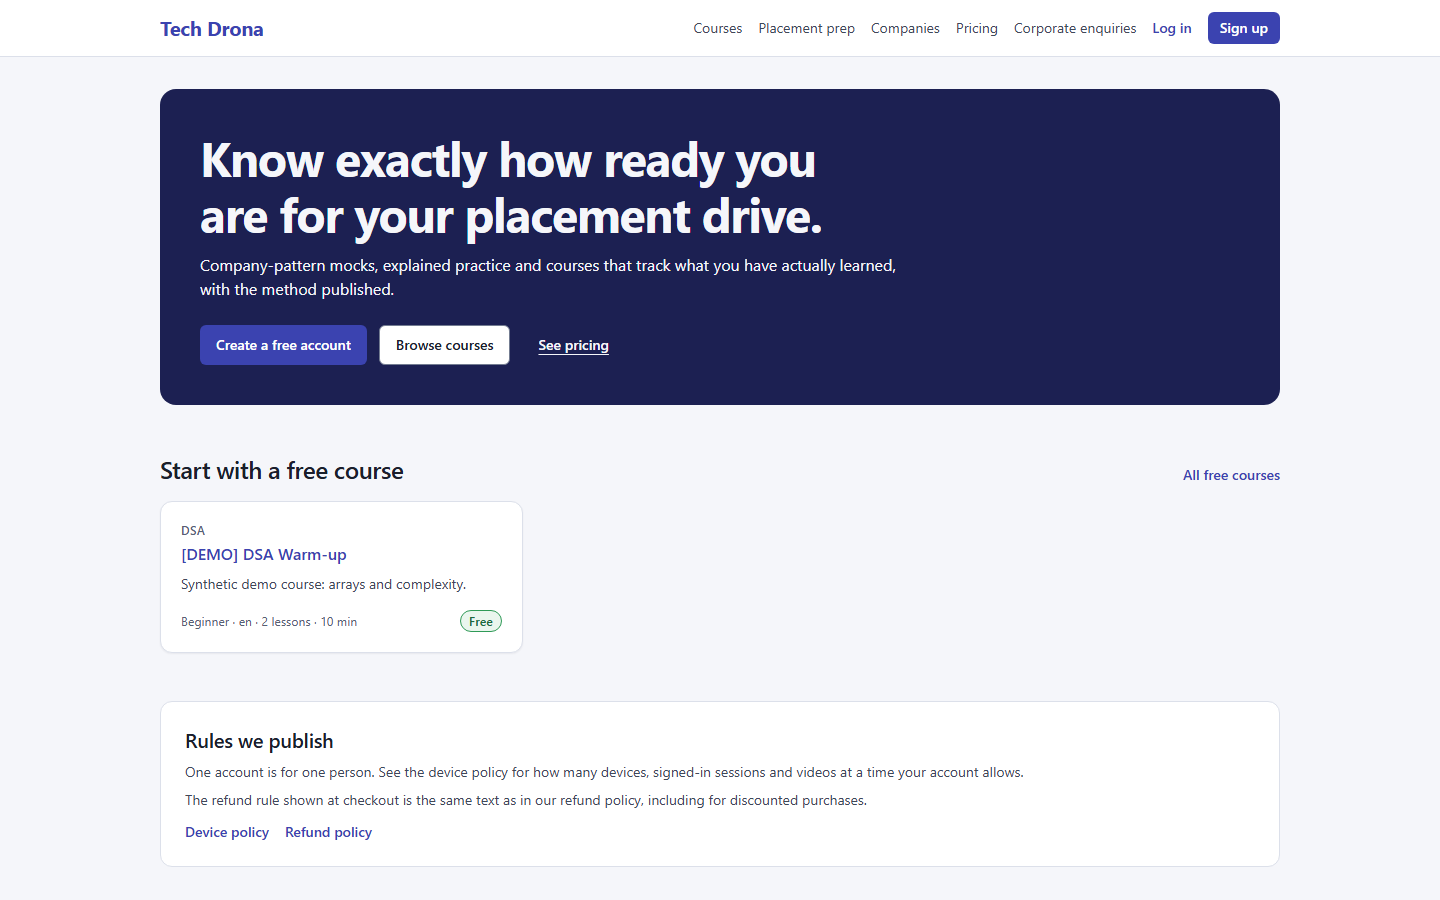 Tech Drona
Courses
Placement prep
Companies
Pricing
Corporate enquiries
Log in
Sign up
Know exactly how ready you
are for your placement drive.
Company-pattern mocks, explained practice and courses that track what you have actually learned,
with the method published.
Create a free account
Browse courses
See pricing
Start with a free course
All free courses
DSA
[DEMO] DSA Warm-up
Synthetic demo course: arrays and complexity.
Beginner · en · 2 lessons · 10 min
Free
Rules we publish
One account is for one person. See the device policy for how many devices, signed-in sessions and videos at a time your account allows.
The refund rule shown at checkout is the same text as in our refund policy, including for discounted purchases.
Device policy
Refund policy